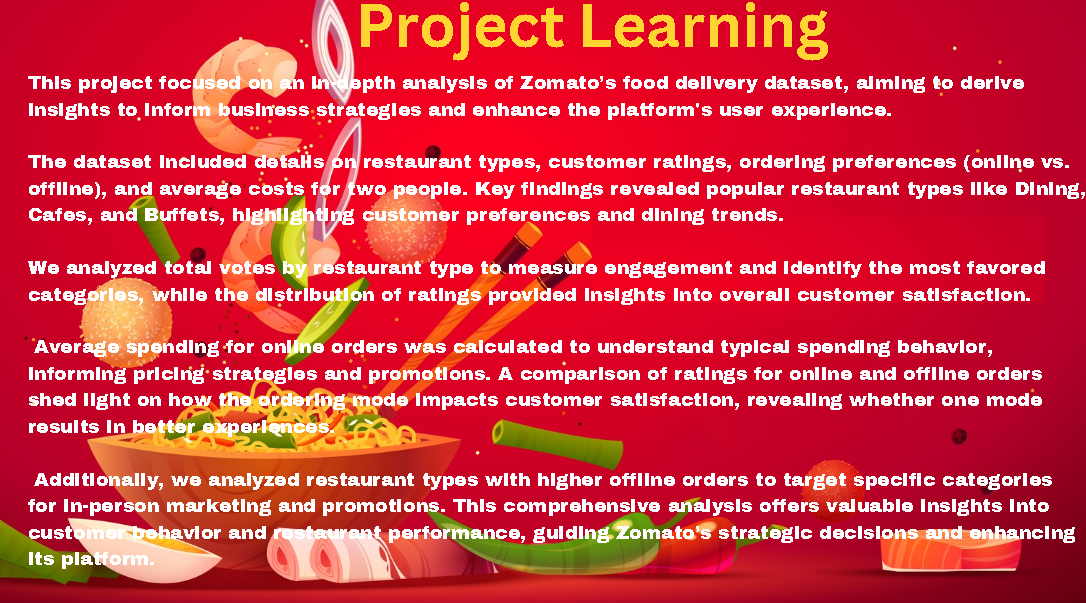 Project Learning
This project focused on an in-depth analysis of Zomato's food delivery dataset, aiming to derive
insights to inform business strategies and enhance the platform's user experience.
The dataset included details on restaurant types, customer ratings, ordering preferences (online vs.
offline), and average costs for two people. Key findings revealed popular restaurant types like Dining,
Cafes, and Buffets, highlighting customer preferences and dining trends.
We analyzed total votes by restaurant type to measure engagement and identify the most favored
categories, while the distribution of ratings provided insights into overall customer satisfaction.
Average spending for online orders was calculated to understand typical spending behavior,
informing pricing strategies and promotions. A comparison of ratings for online and offline orders
shed light on how the ordering mode impacts customer satisfaction, revealing whether one mode
results in better experiences.
Additionally, we analyzed restaurant types with higher offline orders to target specific categories
for in-person marketing and promotions. This comprehensive analysis offers valuable insights into
customer behavior and restaurant performance, guiding Zomato's strategic decisions and enhancing
its platform.